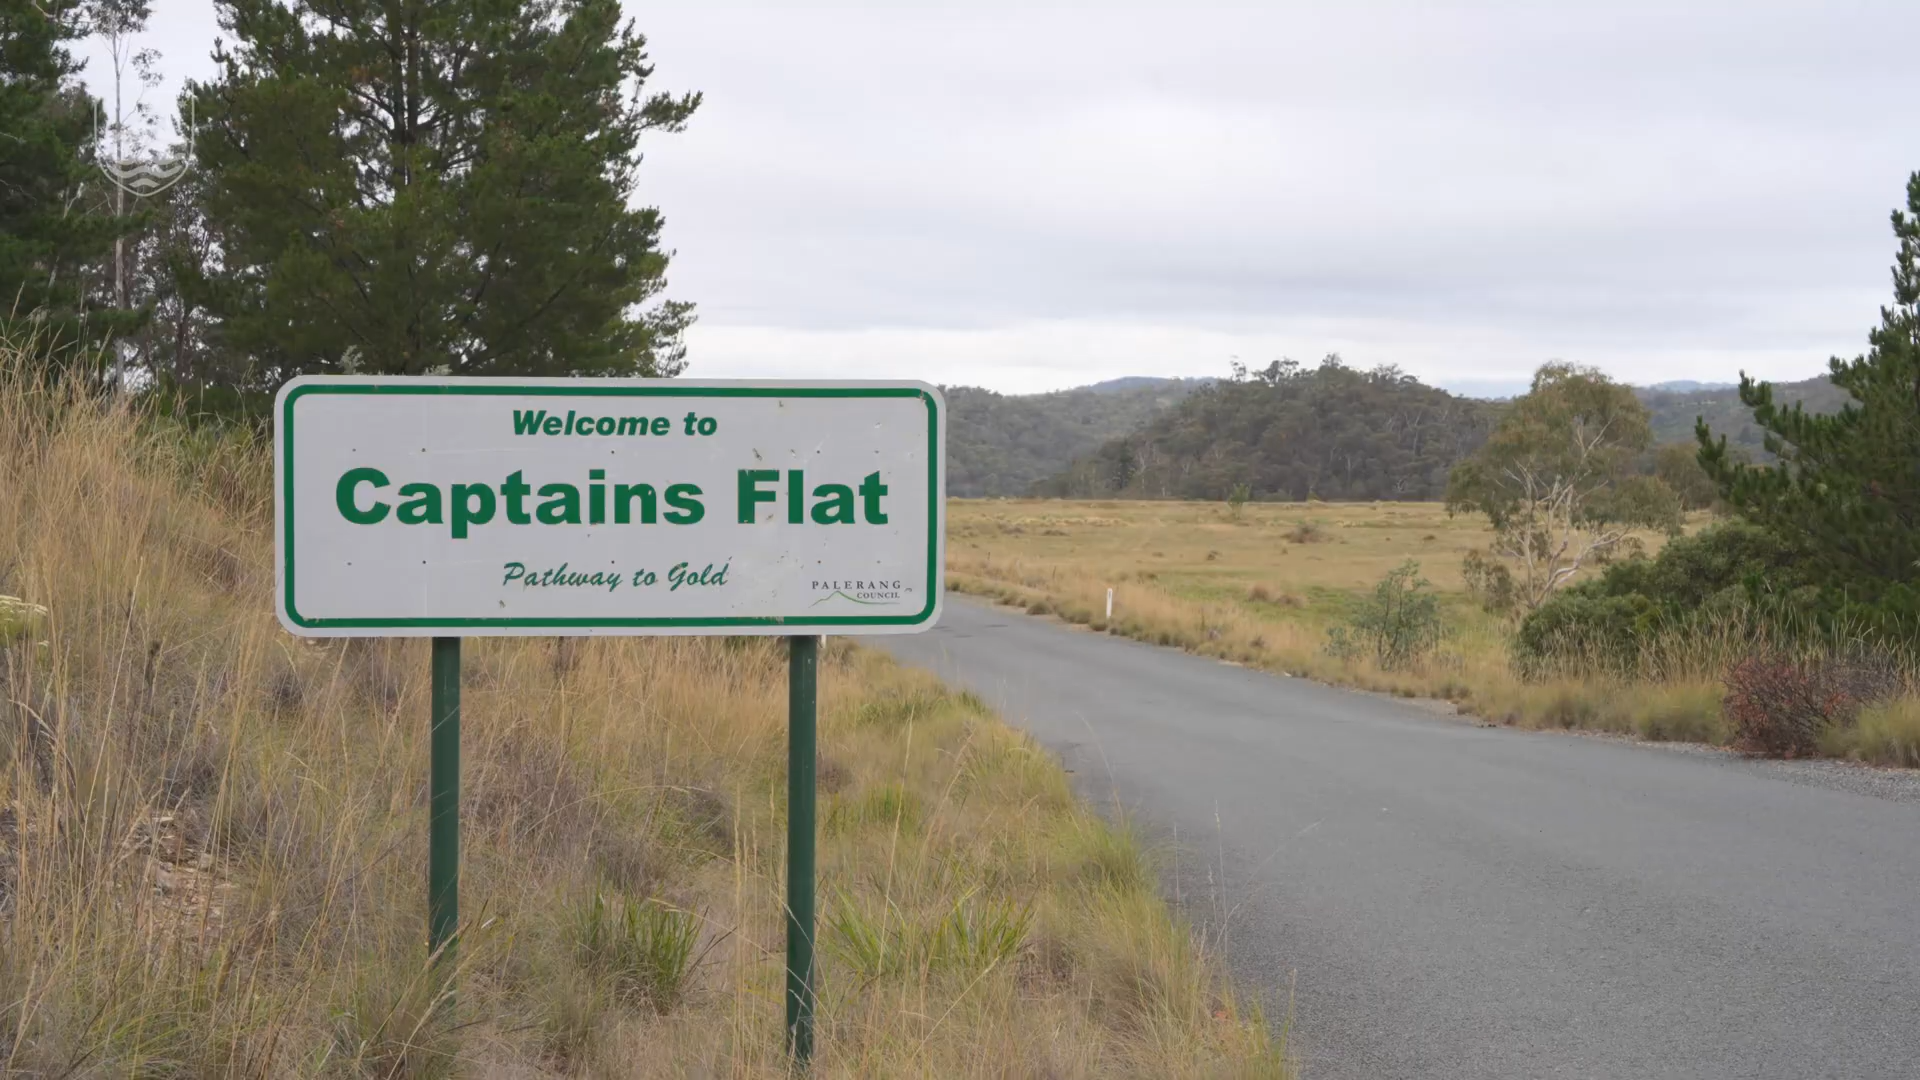 Welcome to
Captains Flat
Pathway to Gold
PALERANG
COUNCIL